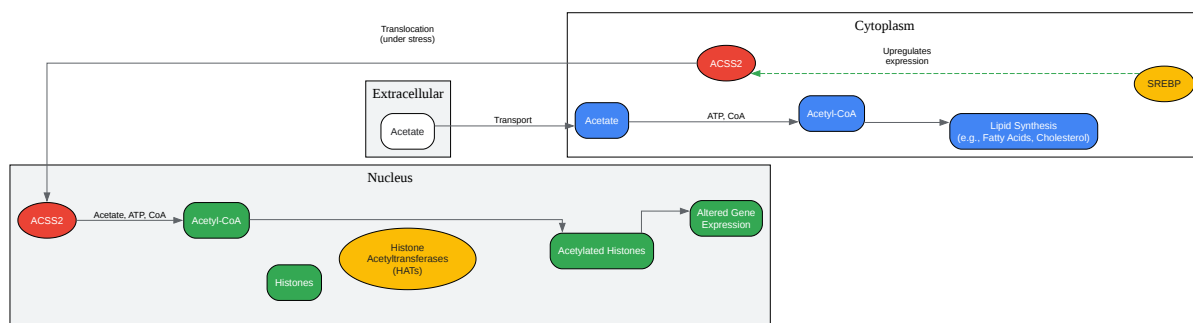 Translocation
(under stress)
Cytoplasm
ACSS2
Upregulates
expression
SREBP
Extracellular
Acetate
Transport
Acetate
ATP, CoA
Acetyl-CoA
Lipid Synthesis
(e.g., Fatty Acids, Cholesterol)
Nucleus
ACSS2
Acetate, ATP, CoA
Acetyl-CoA
Altered Gene
Expression
Histone
Acetyltransferases
(HATs)
Acetylated Histones
Histones